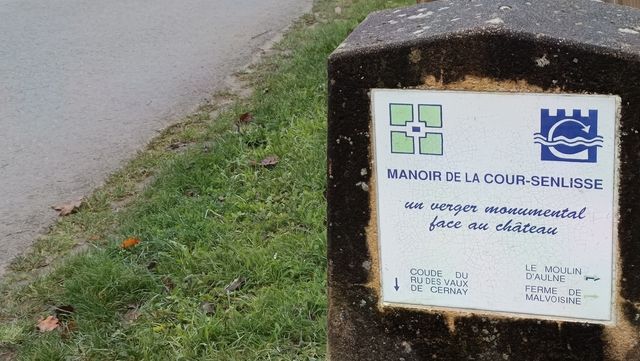 MANOIR DE LA COUR-SENLISSE
un verger monumental
face au château
COUDE DU
RU DES VAUX
DE CERNAY
LE MOULIN
D'AULNE
FERME DE
MALVOISINE